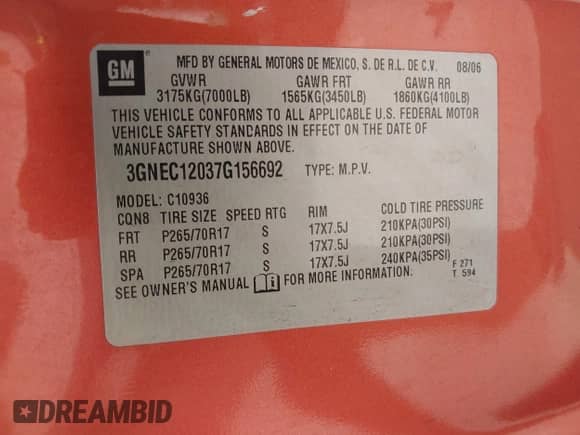 GM
®
MFD BY GENERAL MOTORS DE MEXICO, S. DE R.L. DE C.V. 08/06
GVWR GAWR FRT GAWR RR
3175KG(7000LB) 1565KG(3450LB) 1860KG(4100LB)
THIS VEHICLE CONFORMS TO ALL APPLICABLE U.S. FEDERAL MOTOR
VEHICLE SAFETY STANDARDS IN EFFECT ON THE DATE OF
MANUFACTURE SHOWN ABOVE.
3GNEC12037G156692 TYPE: M.P.V.
MODEL: C10936
CQN8 TIRE SIZE SPEED RTG RIM COLD TIRE PRESSURE
FRT P265/70R17 S 17X7.5J 210KPA(30PSI)
RR P265/70R17 S 17X7.5J 210KPA(30PSI)
SPA P265/70R17 S 17X7.5J 240KPA(35PSI)
SEE OWNER'S MANUAL FOR MORE INFORMATION. F 271
T 594
DREAMBID